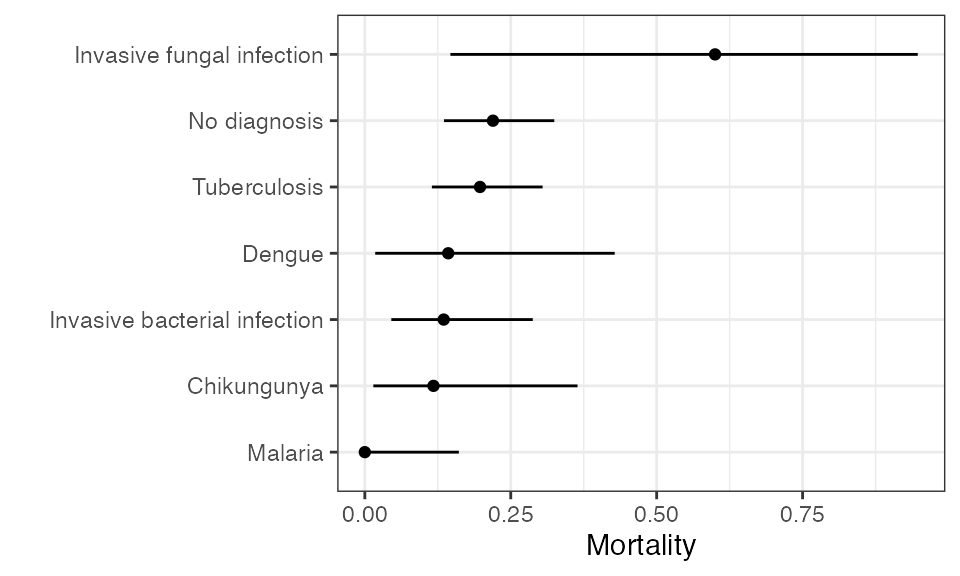 Invasive fungal infection
No diagnosis
Tuberculosis
Dengue
Invasive bacterial infection
Chikungunya
Malaria
0.00 0.25 0.50 0.75
Mortality